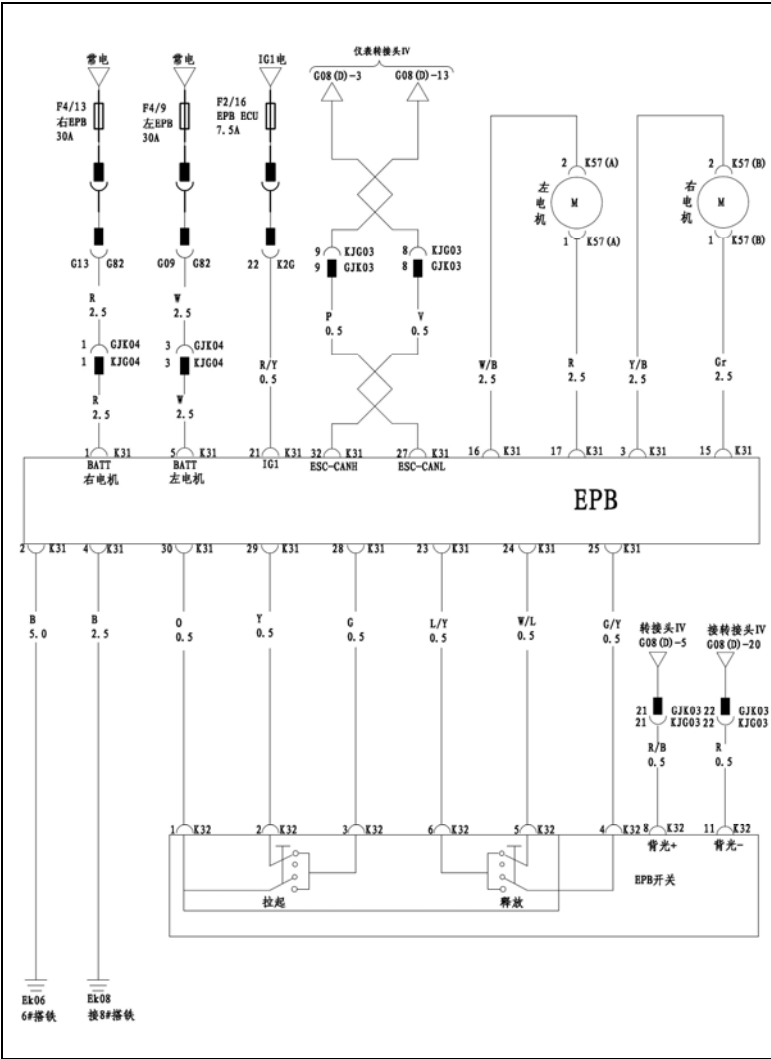 仪表转接头IV
常电
常电
IG1电
G08(D)-3
G08(D)-13
F4/13
右EPB
30A
F4/9
左EPB
30A
F2/16
EPB ECU
7.5A
2
K57(A)
左电机
M
1
K57(A)
2
K57(B)
右电机
M
1
K57(B)
G13
G82
G09
G82
22
K2G
9
KJG03
9
GJK03
8
KJG03
8
GJK03
R
2.5
W
2.5
P
0.5
V
0.5
1
GJK04
1
KJG04
3
GJK04
3
KJG04
R/Y
0.5
W/B
2.5
R
2.5
Y/B
2.5
Gr
2.5
R
2.5
W
2.5
1
K31
5
K31
21
K31
32
K31
27
K31
16
K31
17
K31
3
K31
15
K31
BATT
右电机
BATT
左电机
IG1
ESC-CANH
ESC-CANL
EPB
2
K31
4
K31
30
K31
29
K31
28
K31
23
K31
24
K31
25
K31
B
5.0
B
2.5
O
0.5
Y
0.5
G
0.5
L/Y
0.5
W/L
0.5
G/Y
0.5
转接头IV
G08(D)-5
接转接头IV
G08(D)-20
21
GJK03
21
KJG03
22
GJK03
22
KJG03
R/B
0.5
R
0.5
1
K32
2
K32
3
K32
6
K32
5
K32
4
K32
8
K32
11
K32
背光+
背光-
EPB开关
拉起
释放
Ek06
6#搭铁
Ek08
接8#搭铁